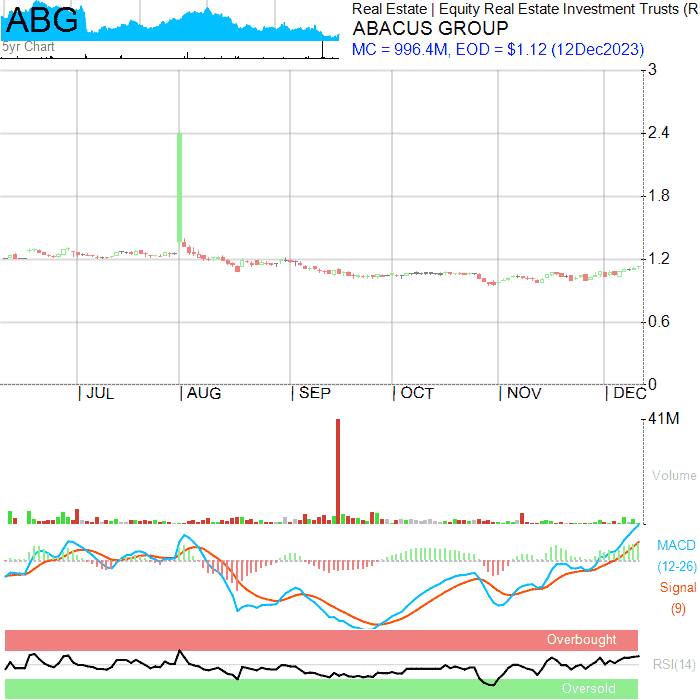 ABG
5yr Chart
Real Estate | Equity Real Estate Investment Trusts (R
ABACUS GROUP
MC = 996.4M, EOD = $1.12 (12Dec2023)
3
2.4
1.8
1.2
0.6
0
| JUL | AUG | SEP | OCT | NOV | DEC
41M
Volume
MACD
(12-26)
Signal
(9)
Overbought
RSI(14)
Oversold